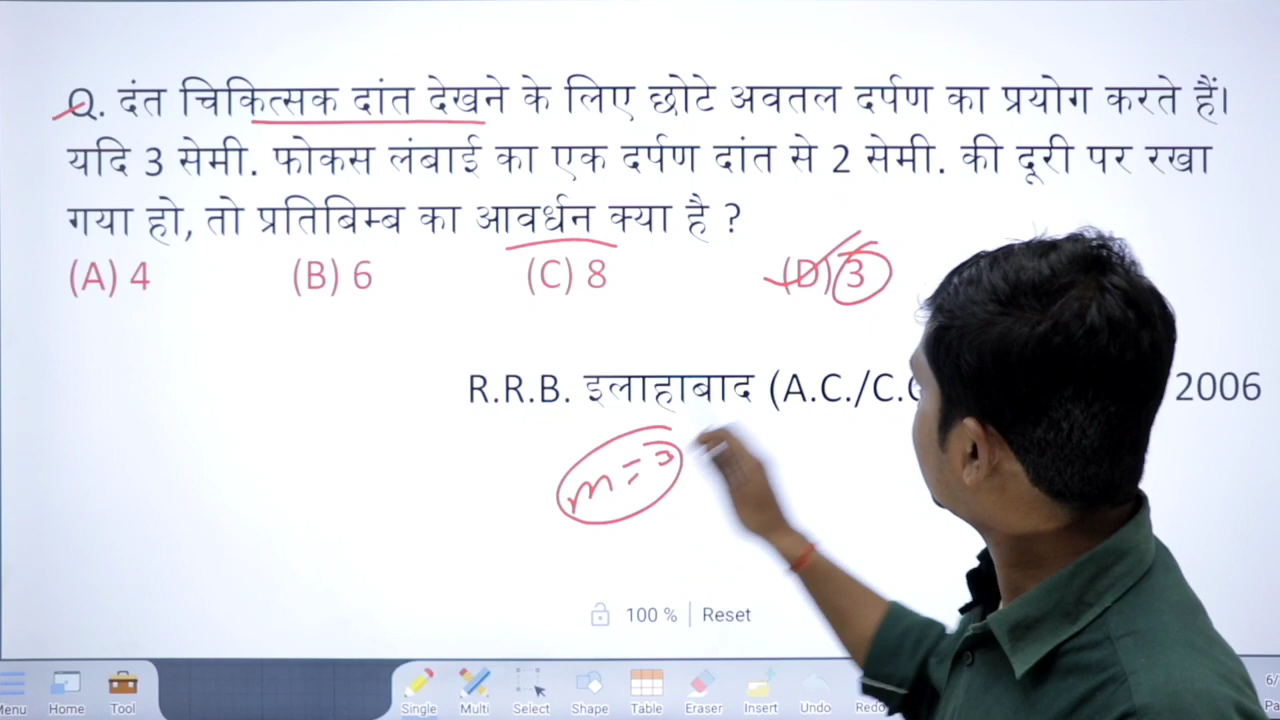 Q. दंत चिकित्सक दांत देखने के लिए छोटे अवतल दर्पण का प्रयोग करते हैं।
यदि 3 सेमी. फोकस लंबाई का एक दर्पण दांत से 2 सेमी. की दूरी पर रखा
गया हो, तो प्रतिबिम्ब का आवर्धन क्या है ?
(A) 4 (B) 6 (C) 8 (D) 3
R.R.B. इलाहाबाद (A.C./C. 2006
m = 3
100 % Reset
Home Tool Single Multi Select Shape Table Eraser Insert Undo Redo